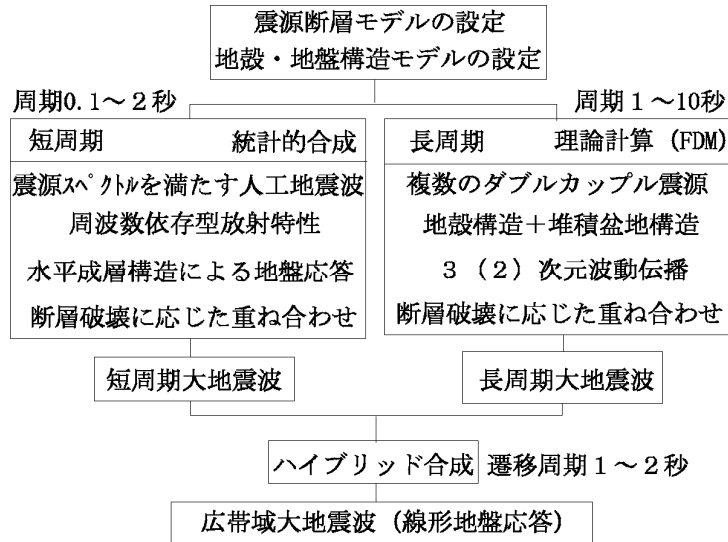 震源断層モデルの設定
地殻・地盤構造モデルの設定
周期0.1～2秒
短周期 統計的合成
震源スペクトルを満たす人工地震波
周波数依存型放射特性
水平成層構造による地盤応答
断層破壊に応じた重ね合わせ
周期1～10秒
長周期 理論計算 (FDM)
複数のダブルカップル震源
地殻構造＋堆積盆地構造
3（2）次元波動伝播
断層破壊に応じた重ね合わせ
短周期大地震波
長周期大地震波
ハイブリッド合成 遷移周期1～2秒
広帯域大地震波 (線形地盤応答)